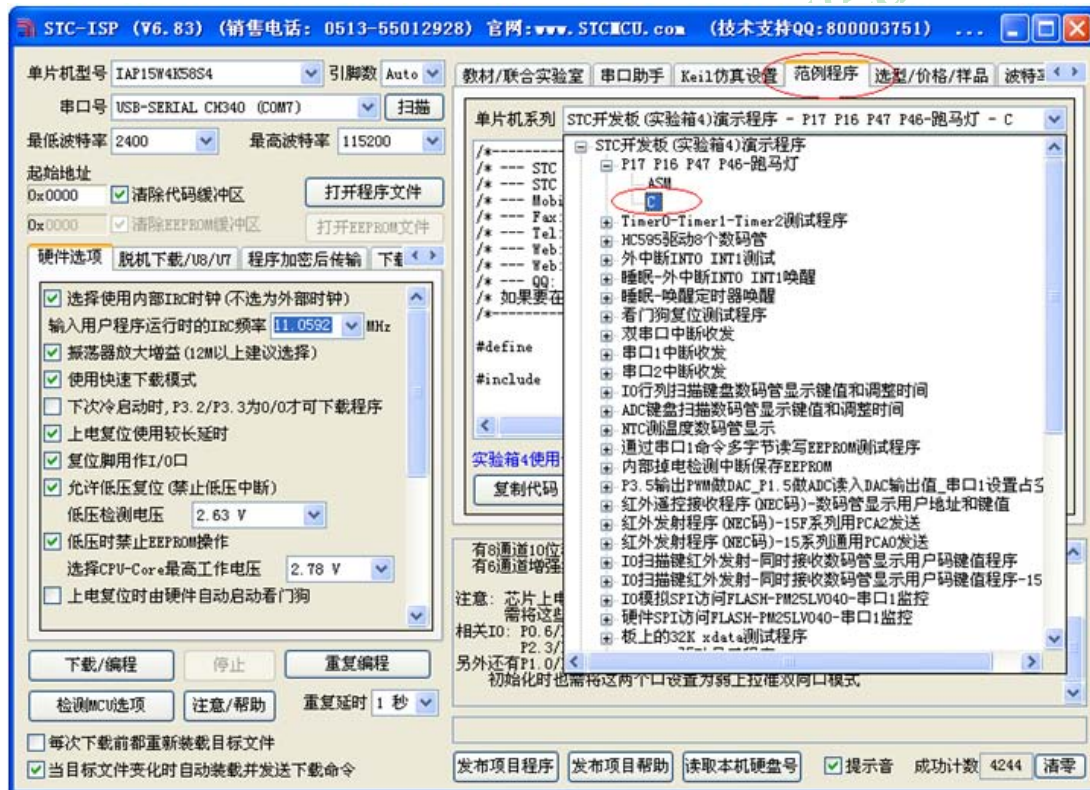 STC-ISP (V6.83) (销售电话: 0513-55012928) 官网:www.STCMCU.com (技术支持QQ:800003751) ...
单片机型号 IAP15W4K58S4 引脚数 Auto
串口号 USB-SERIAL CH340 (COM7) 扫描
最低波特率 2400 最高波特率 115200
起始地址
0x0000 清除代码缓冲区 打开程序文件
0x0000 清除EEPROM缓冲区 打开EEPROM文件
硬件选项 脱机下载/U8/U7 程序加密后传输
选择使用内部IRC时钟(不选为外部时钟)
输入用户程序运行时的IRC频率 11.0592 MHz
振荡器放大增益(12M以上建议选择)
使用快速下载模式
下次冷启动时,P3.2/P3.3为0/0才可下载程序
上电复位使用较长延时
复位脚用作I/O口
允许低压复位(禁止低压中断)
低压检测电压 2.63 V
低压时禁止EEPROM操作
选择CPU-Core最高工作电压 2.78 V
上电复位时由硬件自动启动看门狗
下载/编程 停止 重复编程
检测MCU选项 注意/帮助 重复延时 1 秒
每次下载前都重新装载目标文件
当目标文件变化时自动装载并发送下载命令
教材/联合实验室 串口助手 Keil仿真设置 范例程序 选型/价格/样品 波特
单片机系列 STC开发板(实验箱4)演示程序 - P17 P16 P47 P46-跑马灯 - C
/*---------
/* --- STC
/* --- STC
/* --- Mobi
/* --- Fax:
/* --- Tel:
/* --- Web:
/* --- Web:
/* --- QQ:
/* 如果要在
/*---------
#define
#include
实验箱4使用
复制代码
STC开发板(实验箱4)演示程序
P17 P16 P47 P46-跑马灯
ASM
C
Timer0-Timer1-Timer2测试程序
HC595驱动8个数码管
外中断INT0 INT1测试
睡眠-外中断INT0 INT1唤醒
睡眠-唤醒定时器唤醒
看门狗复位测试程序
双串口中断收发
串口1中断收发
串口2中断收发
IO行列扫描键盘数码管显示键值和调整时间
ADC键盘扫描数码管显示键值和调整时间
NTC测温度数码管显示
通过串口1命令多字节读写EEPROM测试程序
内部掉电检测中断保存EEPROM
P3.5输出PWM做DAC_P1.5做ADC读入DAC输出值_串口1设置占空
红外遥控接收程序(NEC码)-数码管显示用户地址和键值
红外发射程序(NEC码)-15F系列用PCA2发送
红外发射程序(NEC码)-15系列通用PCA0发送
IO扫描键红外发射-同时接收数码管显示用户码键值程序
IO扫描键红外发射-同时接收数码管显示用户码键值程序-15
IO模拟SPI访问FLASH-PM25LV040-串口1监控
硬件SPI访问FLASH-PM25LV040-串口1监控
板上的32K xdata测试程序
有8通道10位
有6通道增强
注意: 芯片上电
需将这些
相关IO: P0.6/
P2.3/
另外还有P1.0/
初始化时也需将这两个口设置为弱上拉准双向口模式
发布项目程序 发布项目帮助 读取本机硬盘号 提示音 成功计数 4244 清零